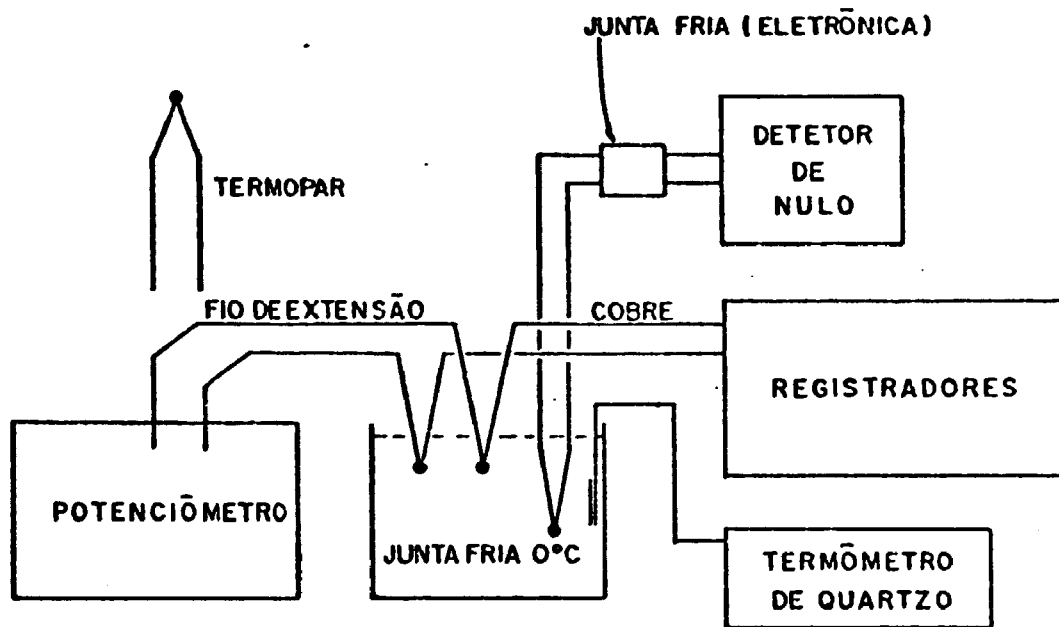 JUNTA FRIA (ELETRÔNICA)
DETETOR
DE
NULO
TERMOPAR
FIO DE EXTENSÃO
COBRE
REGISTRADORES
POTENCIÔMETRO
JUNTA FRIA 0°C
TERMÔMETRO
DE QUARTZO